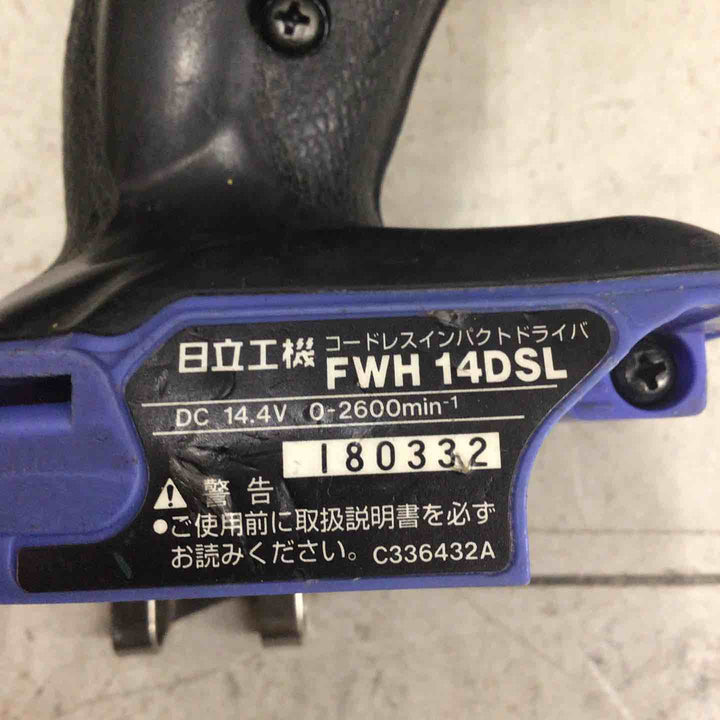 日立工機 コードレスインパクトドライバ
FWH 14DSL
DC 14.4V 0-2600min⁻¹
180332
警告
●ご使用前に取扱説明書を必ず
お読みください。 C336432A